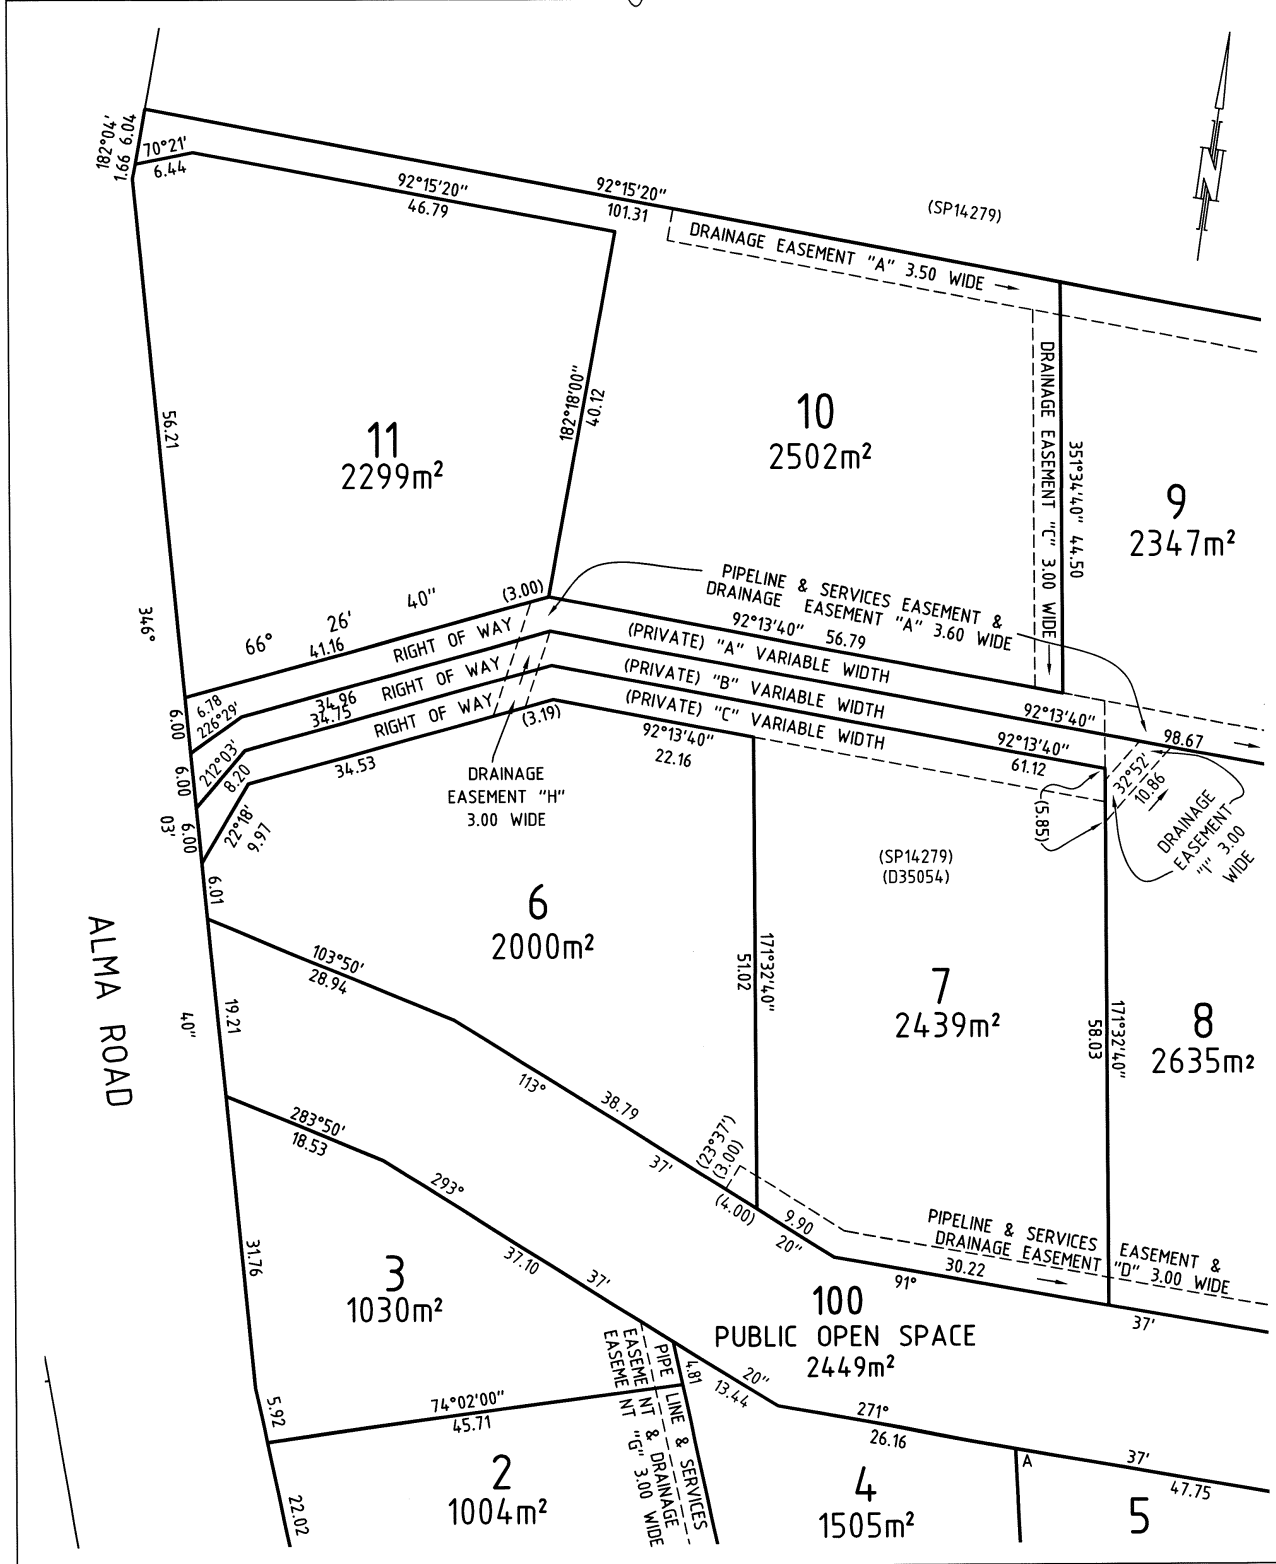 182°04'
1.66 6.04
70°21'
6.44
92°15'20"
46.79
92°15'20"
101.31
(SP14279)
DRAINAGE EASEMENT "A" 3.50 WIDE
N
56.21
11
2299m²
182°18'00"
40.12
10
2502m²
DRAINAGE EASEMENT "C" 3.00 WIDE
351°34'40" 44.50
9
2347m²
346°
66° 26' 40"
41.16
(3.00)
RIGHT OF WAY
(PRIVATE) "A" VARIABLE WIDTH
PIPELINE & SERVICES EASEMENT &
DRAINAGE EASEMENT "A" 3.60 WIDE
92°13'40" 56.79
6.78
226°29'
34.96
34.75
RIGHT OF WAY
(PRIVATE) "B" VARIABLE WIDTH
6.00
6.00
6.00
03'
212°03'
8.20
RIGHT OF WAY
(PRIVATE) "C" VARIABLE WIDTH
(3.19)
92°13'40"
22.16
92°13'40"
98.67
92°13'40"
61.12
22°18'
9.97
34.53
DRAINAGE
EASEMENT "H"
3.00 WIDE
(5.85)
32°52'
10.86
DRAINAGE
EASEMENT
"I" 3.00
WIDE
(SP14279)
(D35054)
6.01
6
2000m²
103°50'
28.94
171°32'40"
51.02
7
2439m²
171°32'40"
58.03
8
2635m²
ALMA ROAD
19.21
40"
113° 37' 20"
38.79
(23°37')
(3.00)
(4.00)
9.90
283°50'
18.53
293° 37' 20"
37.10
31.76
3
1030m²
PIPELINE & SERVICES EASEMENT &
DRAINAGE EASEMENT "D" 3.00 WIDE
30.22
91° 37'
100
PUBLIC OPEN SPACE
2449m²
PIPE LINE & SERVICES
EASEME NT & DRAINAGE
EASEME NT "G" 3.00 WIDE
4.81
13.44
5.92
74°02'00"
45.71
271° 37'
26.16
A
47.75
22.02
2
1004m²
4
1505m²
5